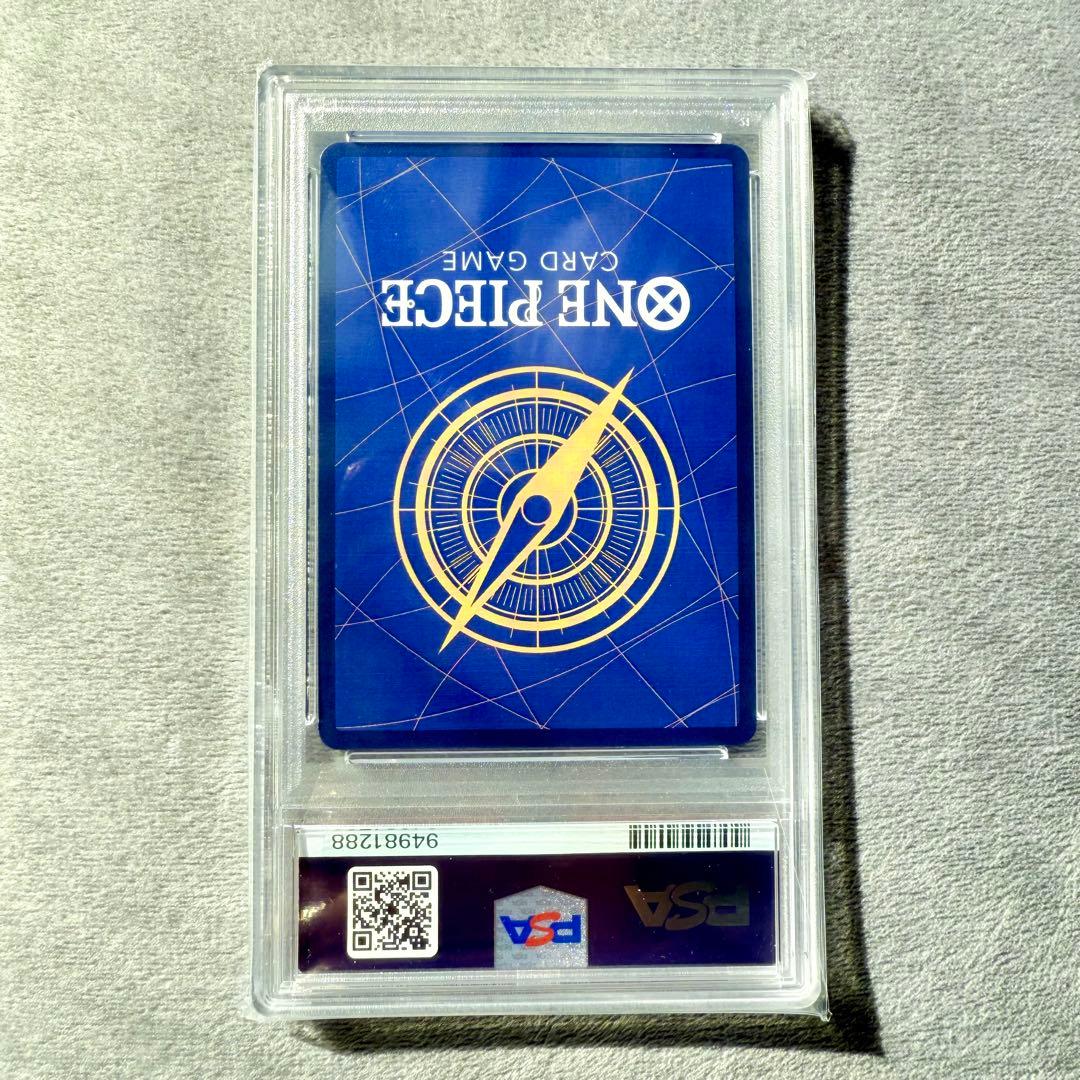 ONE PIECE
CARD GAME
94981288
PSA
PSA